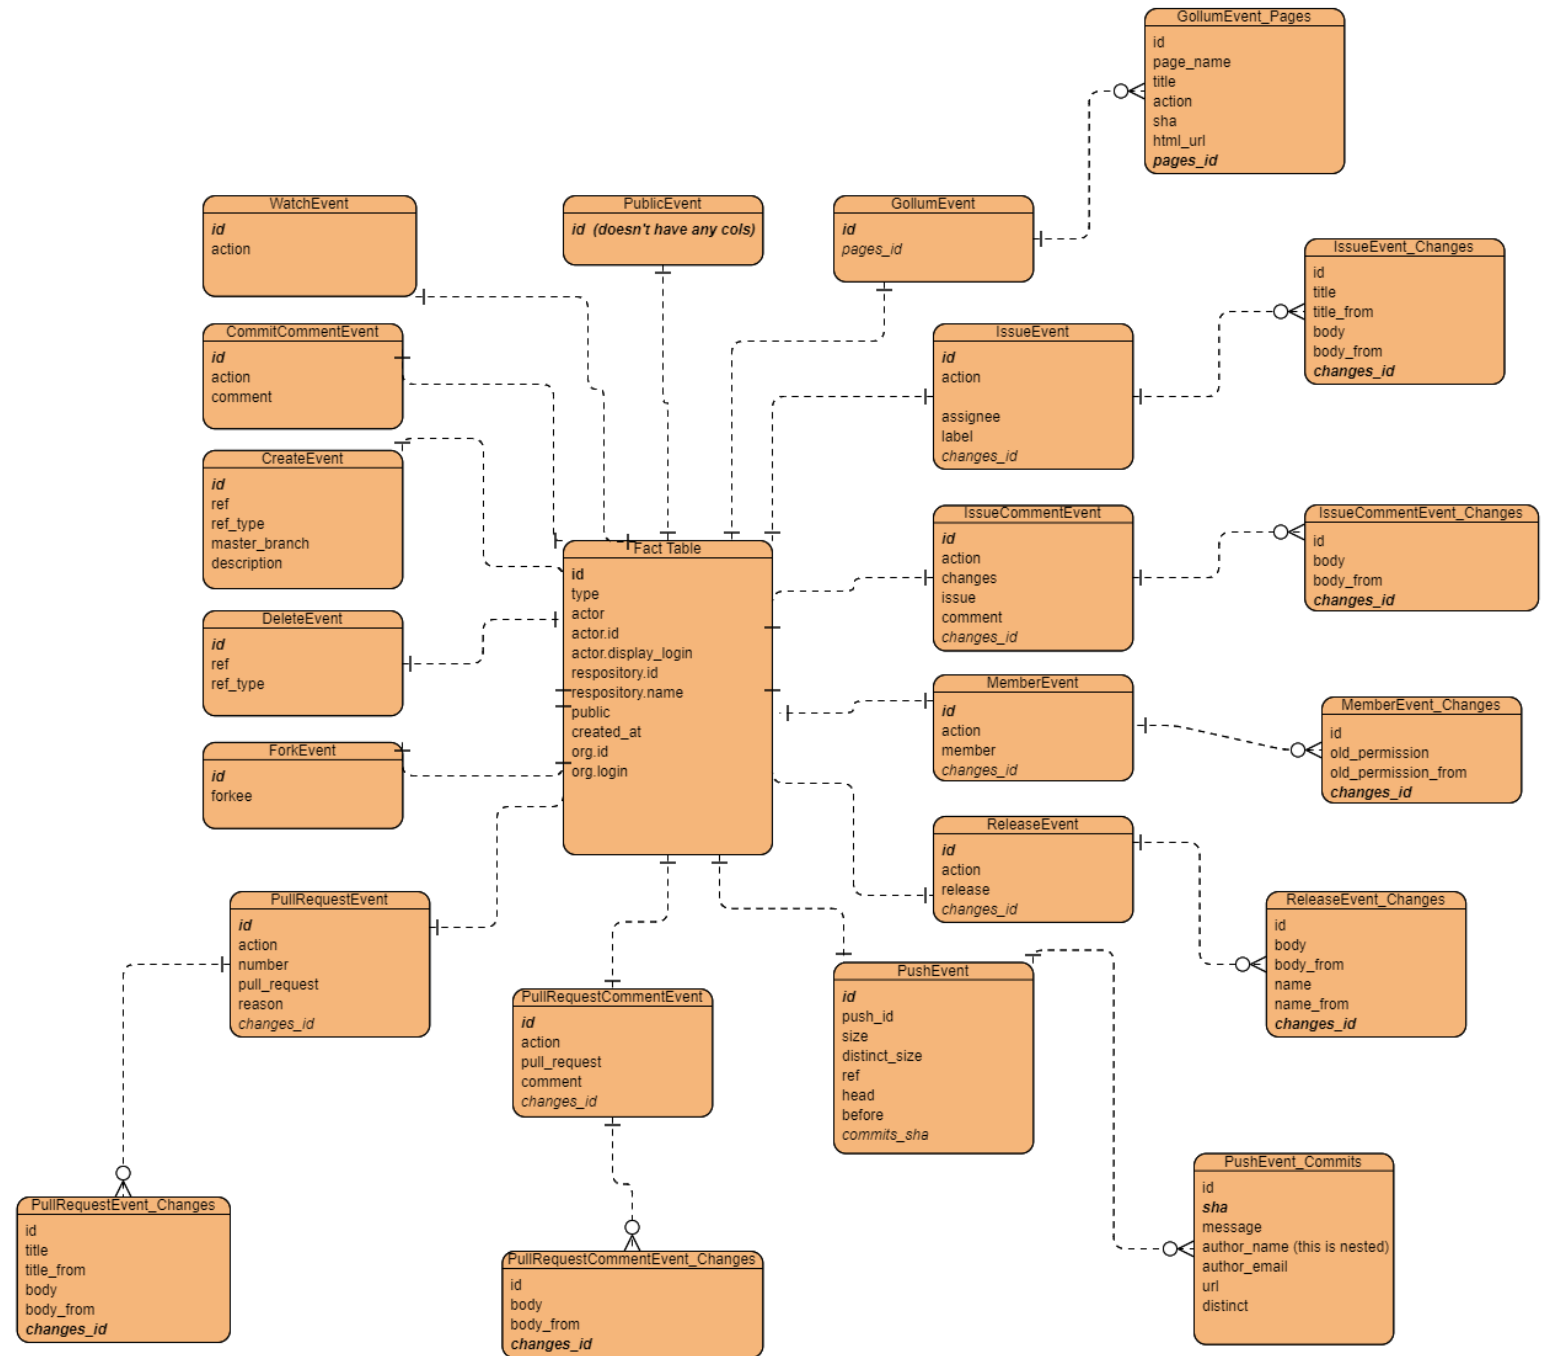 GollumEvent_Pages
id
page_name
title
action
sha
html_url
pages_id
WatchEvent
id
action
PublicEvent
id (doesn't have any cols)
GollumEvent
id
pages_id
IssueEvent_Changes
id
title
title_from
body
body_from
changes_id
CommitCommentEvent
id
action
comment
IssueEvent
id
action
assignee
label
changes_id
CreateEvent
id
ref
ref_type
master_branch
description
IssueCommentEvent
id
action
changes
issue
comment
changes_id
IssueCommentEvent_Changes
id
body
body_from
changes_id
Fact Table
id
type
actor
actor.id
actor.display_login
respository.id
respository.name
public
created_at
org.id
org.login
DeleteEvent
id
ref
ref_type
MemberEvent
id
action
member
changes_id
MemberEvent_Changes
id
old_permission
old_permission_from
changes_id
ForkEvent
id
forkee
ReleaseEvent
id
action
release
changes_id
PullRequestEvent
id
action
number
pull_request
reason
changes_id
ReleaseEvent_Changes
id
body
body_from
name
name_from
changes_id
PullRequestCommentEvent
id
action
pull_request
comment
changes_id
PushEvent
id
push_id
size
distinct_size
ref
head
before
commits_sha
PushEvent_Commits
id
sha
message
author_name (this is nested)
author_email
url
distinct
PullRequestEvent_Changes
id
title
title_from
body
body_from
changes_id
PullRequestCommentEvent_Changes
id
body
body_from
changes_id